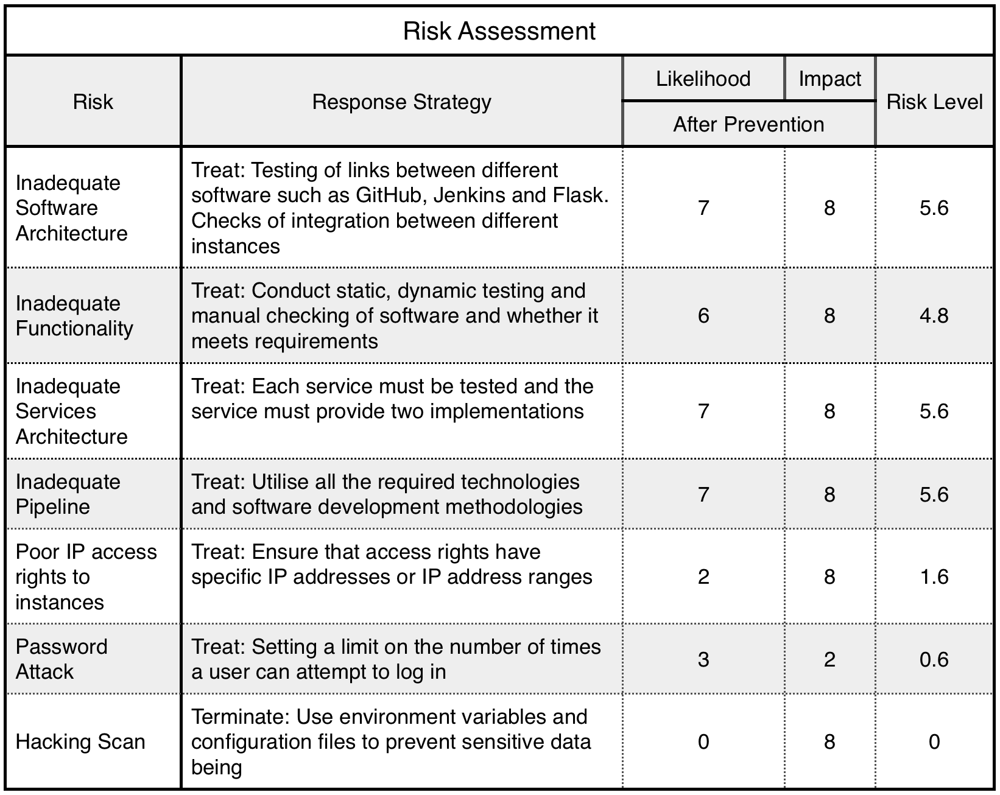 Risk Assessment
Risk
Response Strategy
Likelihood
Impact
Risk Level
After Prevention
Inadequate
Software
Architecture
Treat: Testing of links between different
software such as GitHub, Jenkins and Flask.
Checks of integration between different
instances
7
8
5.6
Inadequate
Functionality
Treat: Conduct static, dynamic testing and
manual checking of software and whether it
meets requirements
6
8
4.8
Inadequate
Services
Architecture
Treat: Each service must be tested and the
service must provide two implementations
7
8
5.6
Inadequate
Pipeline
Treat: Utilise all the required technologies
and software development methodologies
7
8
5.6
Poor IP access
rights to
instances
Treat: Ensure that access rights have
specific IP addresses or IP address ranges
2
8
1.6
Password
Attack
Treat: Setting a limit on the number of times
a user can attempt to log in
3
2
0.6
Hacking Scan
Terminate: Use environment variables and
configuration files to prevent sensitive data
being
0
8
0